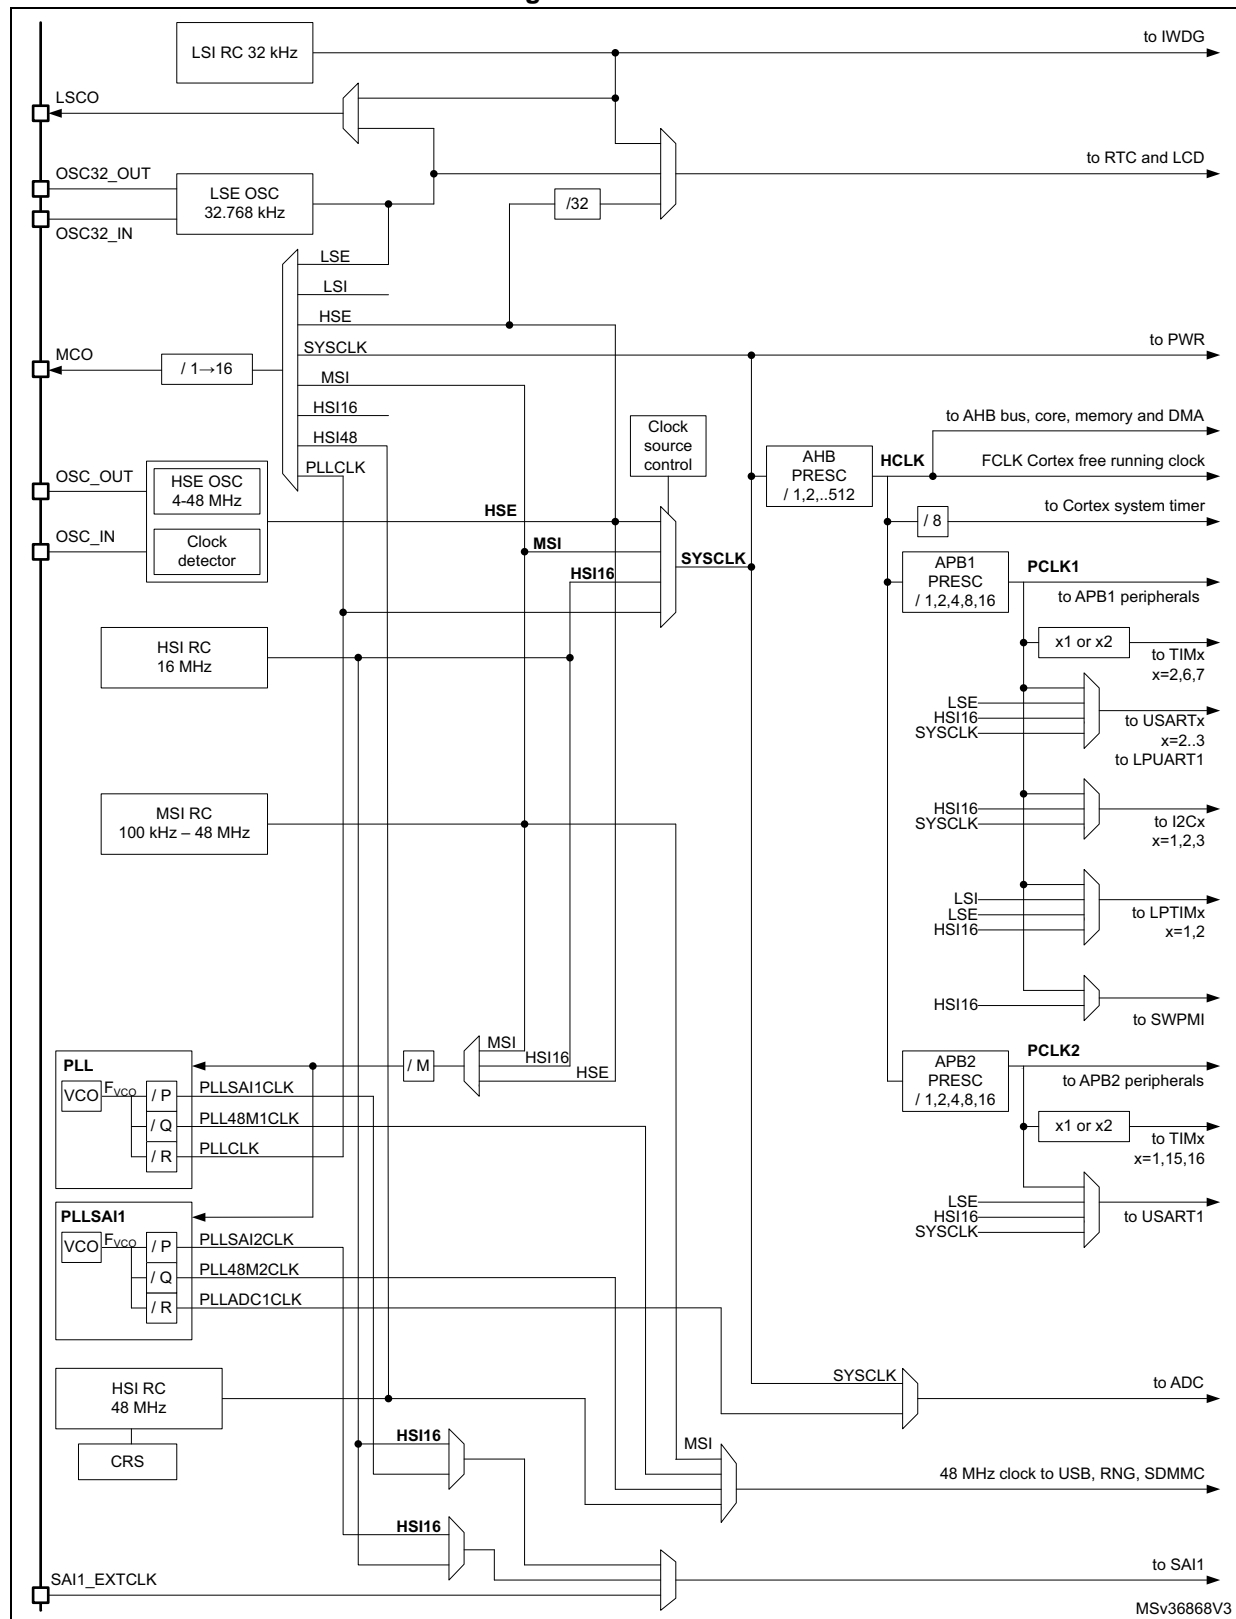 LSI RC 32 kHz
to IWDG
LSCO
to RTC and LCD
OSC32_OUT
LSE OSC
32.768 kHz
/32
OSC32_IN
LSE
LSI
HSE
SYSCLK
to PWR
MCO
/ 1→16
MSI
HSI16
HSI48
PLLCLK
Clock
source
control
to AHB bus, core, memory and DMA
AHB
PRESC
/ 1,2,..512
HCLK
FCLK Cortex free running clock
OSC_OUT
HSE OSC
4-48 MHz
OSC_IN
Clock
detector
HSE
MSI
HSI16
SYSCLK
/ 8
to Cortex system timer
APB1
PRESC
/ 1,2,4,8,16
PCLK1
to APB1 peripherals
HSI RC
16 MHz
x1 or x2
to TIMx
x=2,6,7
LSE
HSI16
SYSCLK
to USARTx
x=2..3
to LPUART1
MSI RC
100 kHz – 48 MHz
HSI16
SYSCLK
to I2Cx
x=1,2,3
LSI
LSE
HSI16
to LPTIMx
x=1,2
HSI16
to SWPMI
MSI
HSI16
HSE
/ M
PLL
VCO
FVCO
/ P
/ Q
/ R
PLLSAI1CLK
PLL48M1CLK
PLLCLK
APB2
PRESC
/ 1,2,4,8,16
PCLK2
to APB2 peripherals
x1 or x2
to TIMx
x=1,15,16
LSE
HSI16
SYSCLK
to USART1
PLLSAI1
VCO
FVCO
/ P
/ Q
/ R
PLLSAI2CLK
PLL48M2CLK
PLLADC1CLK
SYSCLK
to ADC
HSI RC
48 MHz
CRS
HSI16
MSI
48 MHz clock to USB, RNG, SDMMC
HSI16
SAI1_EXTCLK
to SAI1
MSv36868V3